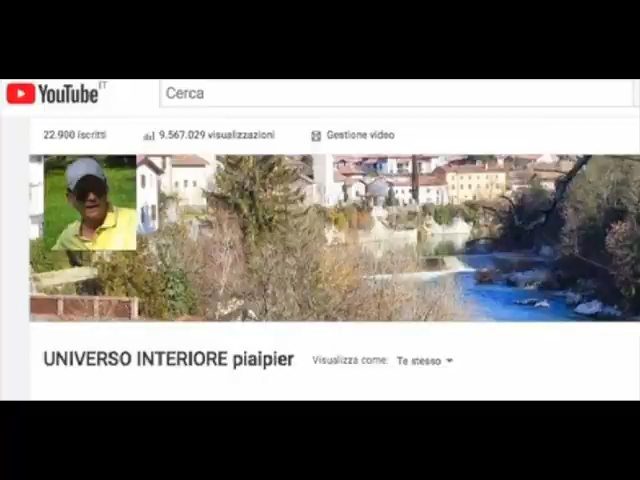 YouTube IT
Cerca
22.900 iscritti 9.567.029 visualizzazioni Gestione video
UNIVERSO INTERIORE piaipier Visualizza come: Te stesso